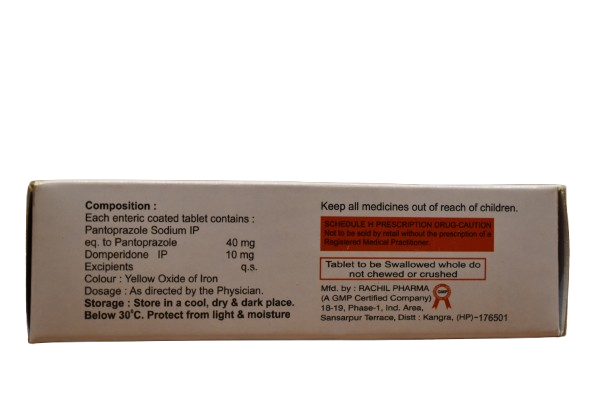 Composition :
Each enteric coated tablet contains :
Pantoprazole Sodium IP
eq. to Pantoprazole 40 mg
Domperidone IP 10 mg
Excipients q.s.
Colour : Yellow Oxide of Iron
Dosage : As directed by the Physician.
Storage : Store in a cool, dry & dark place.
Below 30°C. Protect from light & moisture
Keep all medicines out of reach of children.
SCHEDULE H PRESCRIPTION DRUG-CAUTION
Not to be sold by retail without the prescription of a
Registered Medical Practitioner.
Tablet to be Swallowed whole do
not chewed or crushed
Mfd. by : RACHIL PHARMA
(A GMP Certified Company)
18-19, Phase-1, Ind. Area,
Sansarpur Terrace, Distt : Kangra, (HP)-176501
GMP